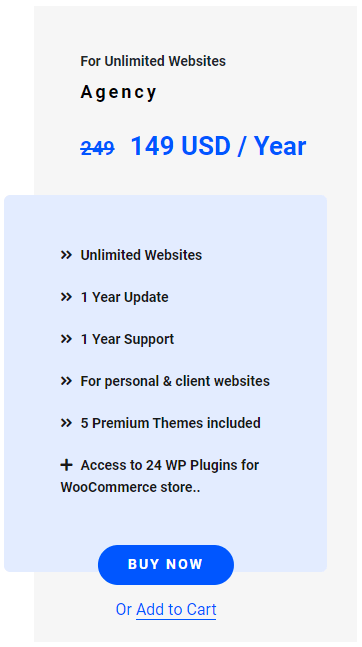 For Unlimited Websites
Agency
249 149 USD / Year
Unlimited Websites
1 Year Update
1 Year Support
For personal & client websites
5 Premium Themes included
Access to 24 WP Plugins for
WooCommerce store..
BUY NOW
Or Add to Cart